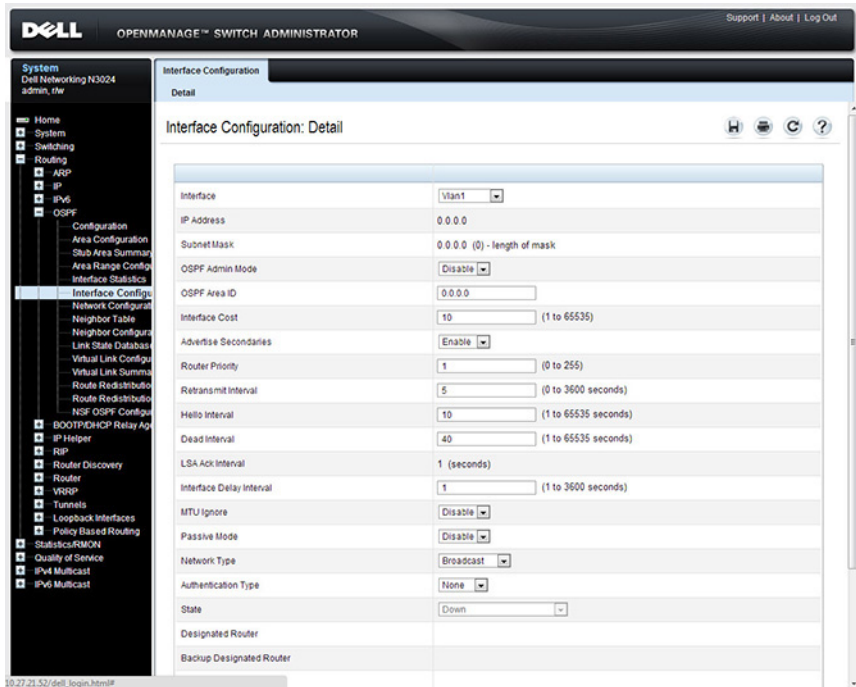 Support | About | Log Out
DELL OPENMANAGE™ SWITCH ADMINISTRATOR
System
Dell Networking N3024
admin, r/w
Home
System
Switching
Routing
ARP
IP
IPv6
OSPF
Configuration
Area Configuration
Stub Area Summary
Area Range Configu
Interface Statistics
Interface Configu
Network Configurati
Neighbor Table
Neighbor Configura
Link State Database
Virtual Link Configu
Virtual Link Summa
Route Redistributio
Route Redistributio
NSF OSPF Configur
BOOTP/DHCP Relay Age
IP Helper
RIP
Router Discovery
Router
VRRP
Tunnels
Loopback Interfaces
Policy Based Routing
Statistics/RMON
Quality of Service
IPv4 Multicast
IPv6 Multicast
Interface Configuration
Detail
Interface Configuration: Detail
Interface Vlan1
IP Address 0.0.0.0
Subnet Mask 0.0.0.0 (0) - length of mask
OSPF Admin Mode Disable
OSPF Area ID 0.0.0.0
Interface Cost 10 (1 to 65535)
Advertise Secondaries Enable
Router Priority 1 (0 to 255)
Retransmit Interval 5 (0 to 3600 seconds)
Hello Interval 10 (1 to 65535 seconds)
Dead Interval 40 (1 to 65535 seconds)
LSA Ack Interval 1 (seconds)
Interface Delay Interval 1 (1 to 3600 seconds)
MTU Ignore Disable
Passive Mode Disable
Network Type Broadcast
Authentication Type None
State Down
Designated Router
Backup Designated Router
10.27.21.52/dell_login.html#